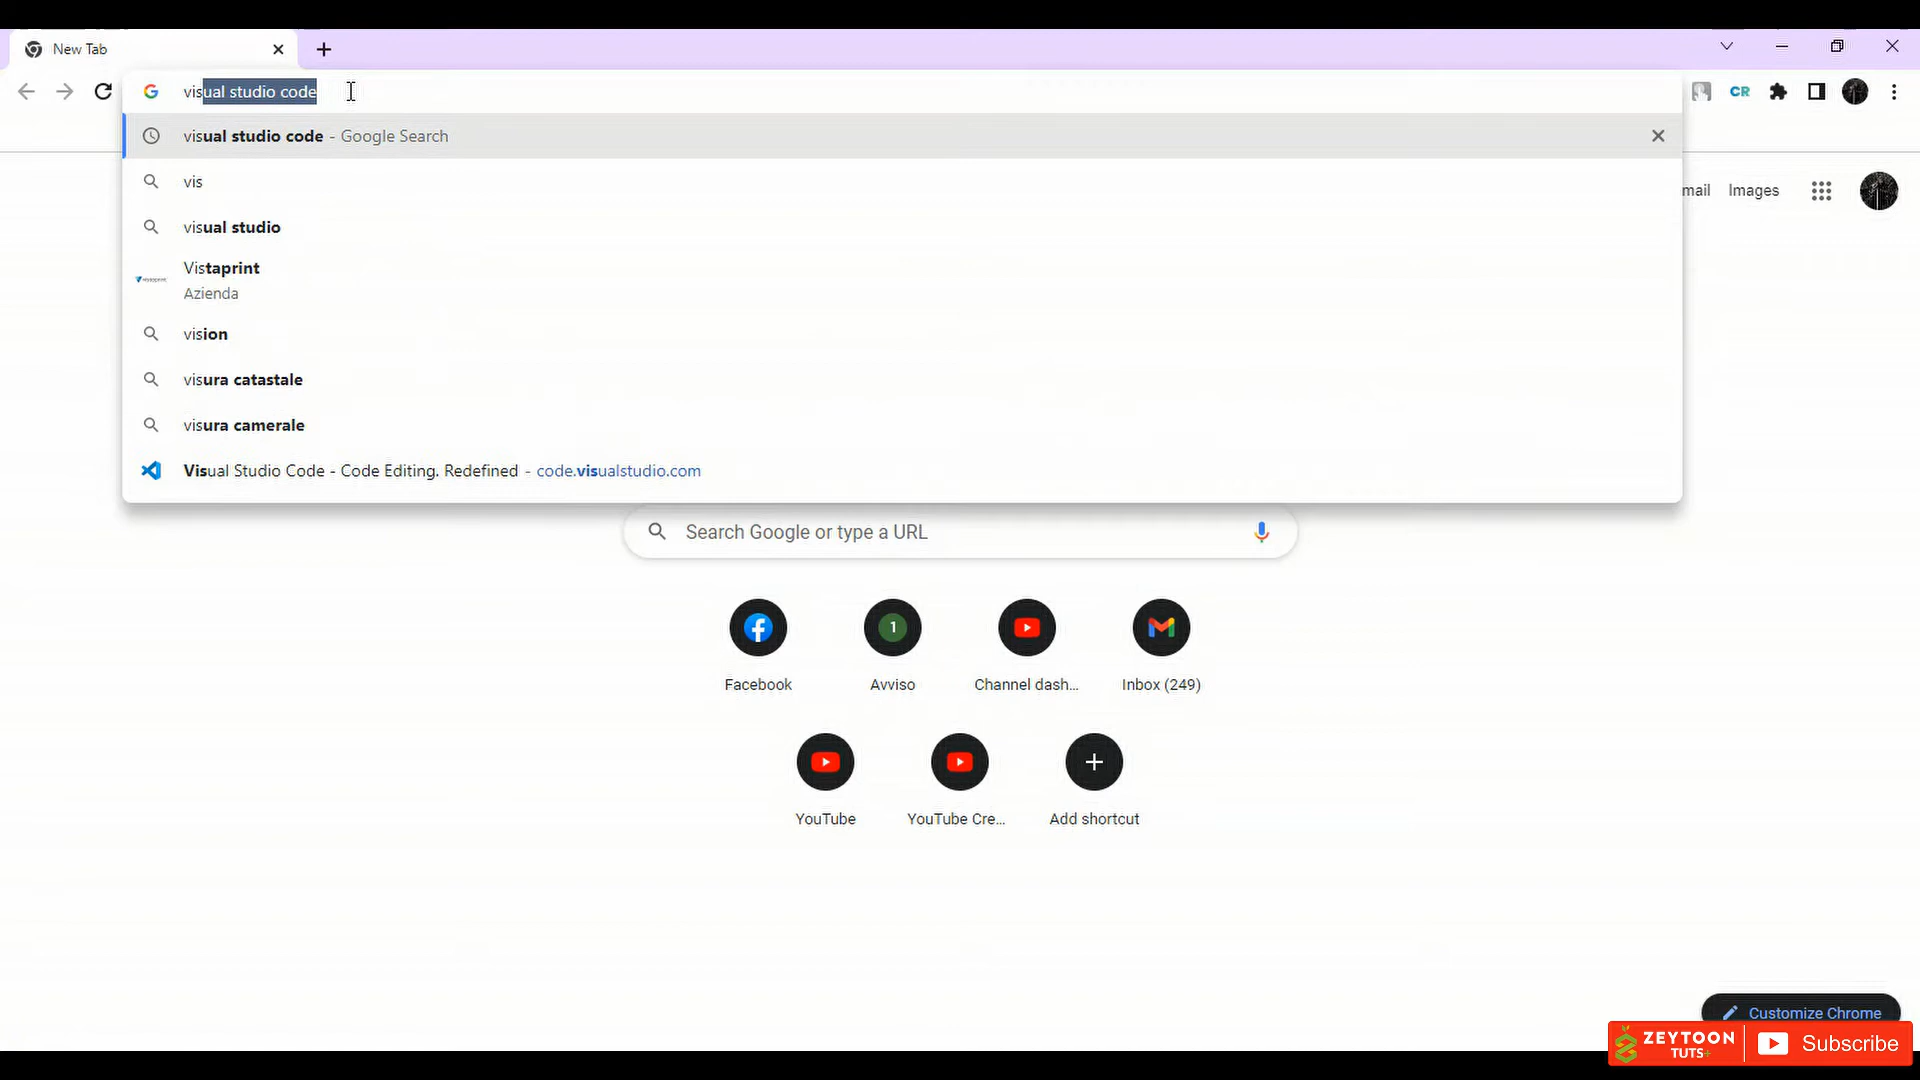 New Tab
visual studio code
CR
visual studio code - Google Search
vis
visual studio
Vistaprint
Azienda
vision
visura catastale
visura camerale
Visual Studio Code - Code Editing. Redefined - code.visualstudio.com
mail Images
Search Google or type a URL
1
Facebook Avviso Channel dash... Inbox (249)
YouTube YouTube Cre... Add shortcut
Customize Chrome
ZEYTOON
TUTS+
Subscribe